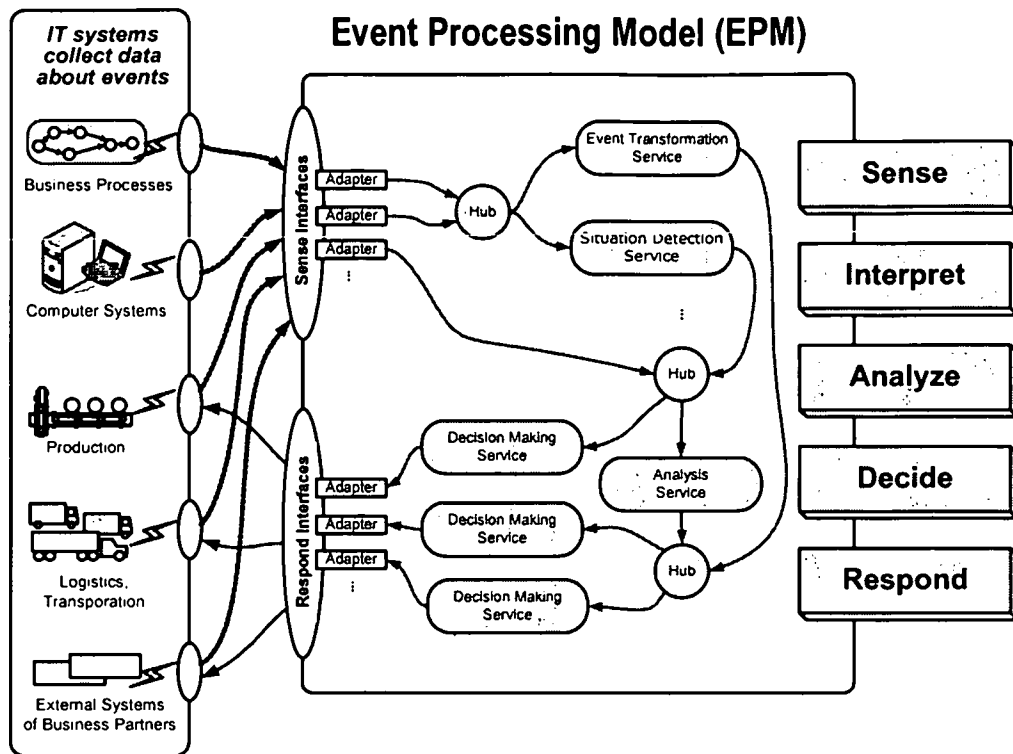 IT systems
collect data
about events
Business Processes
Computer Systems
Production
Logistics,
Transporation
External Systems
of Business Partners
Event Processing Model (EPM)
Sense Interfaces
Adapter
Adapter
Adapter
Hub
Event Transformation
Service
Situation Detection
Service
Hub
Decision Making
Service
Analysis
Service
Respond Interfaces
Adapter
Adapter
Adapter
Decision Making
Service
Hub
Decision Making
Service
Sense
Interpret
Analyze
Decide
Respond